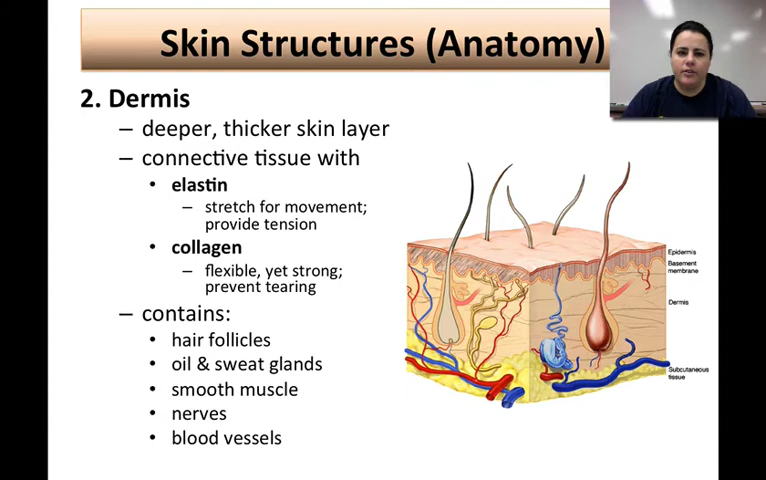 Skin Structures (Anatomy)
2. Dermis
– deeper, thicker skin layer
– connective tissue with
• elastin
– stretch for movement;
provide tension
• collagen
– flexible, yet strong;
prevent tearing
– contains:
• hair follicles
• oil & sweat glands
• smooth muscle
• nerves
• blood vessels
Epidermis
Basement
membrane
Dermis
Subcutaneous
tissue